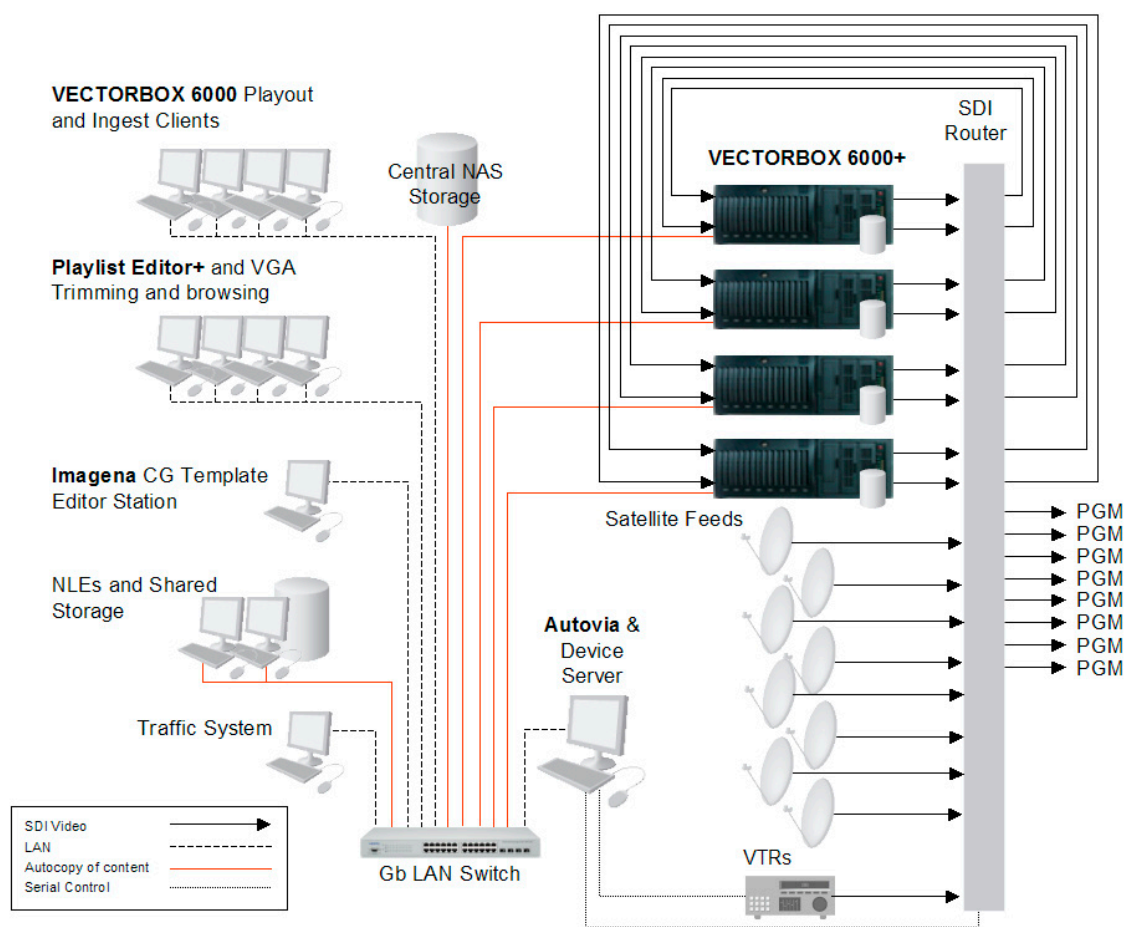 VECTORBOX 6000 Playout
and Ingest Clients
Central NAS
Storage
SDI
Router
VECTORBOX 6000+
Playlist Editor+ and VGA
Trimming and browsing
Imagena CG Template
Editor Station
Satellite Feeds
PGM
PGM
PGM
PGM
PGM
PGM
PGM
PGM
NLEs and Shared
Storage
Autovia &
Device
Server
Traffic System
SDI Video
LAN
Autocopy of content
Serial Control
Gb LAN Switch
VTRs